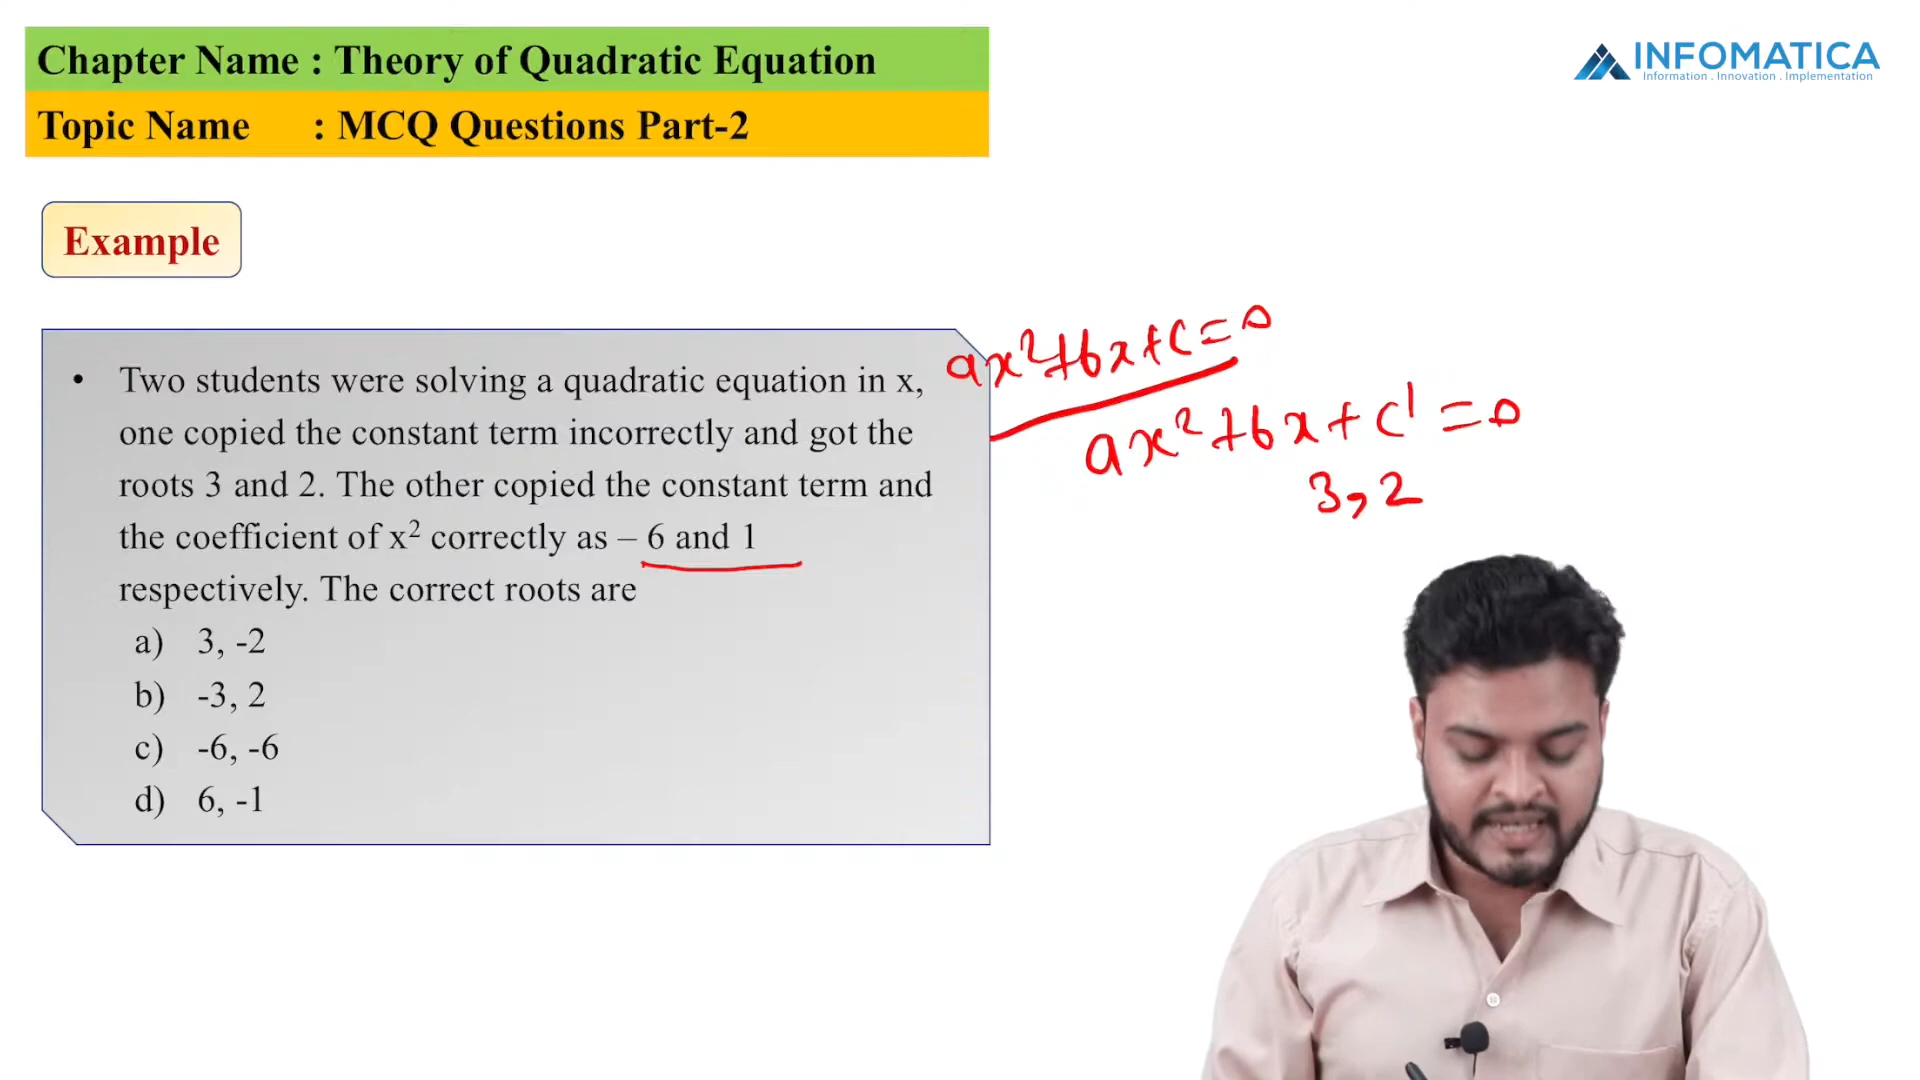 Chapter Name : Theory of Quadratic Equation
Topic Name : MCQ Questions Part-2
INFOMATICA
Information . Innovation . Implementation
Example
• Two students were solving a quadratic equation in x,
one copied the constant term incorrectly and got the
roots 3 and 2. The other copied the constant term and
the coefficient of x² correctly as – 6 and 1
respectively. The correct roots are
a) 3, -2
b) -3, 2
c) -6, -6
d) 6, -1
ax²+bx+c=0
ax²+bx+c'=0
3,2